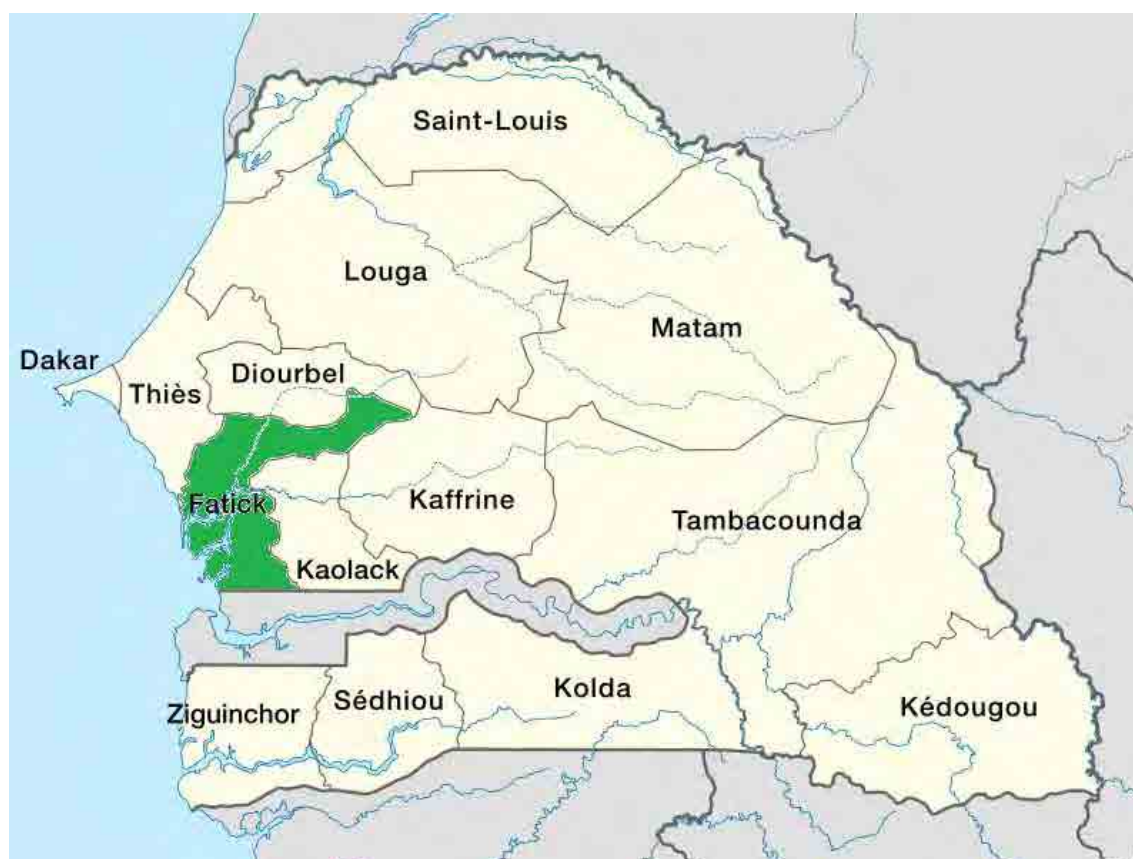 Saint-Louis
Louga
Matam
Dakar
Diourbel
Thiès
Fatick
Kaffrine
Tambacounda
Kaolack
Ziguinchor
Sédhiou
Kolda
Kédougou